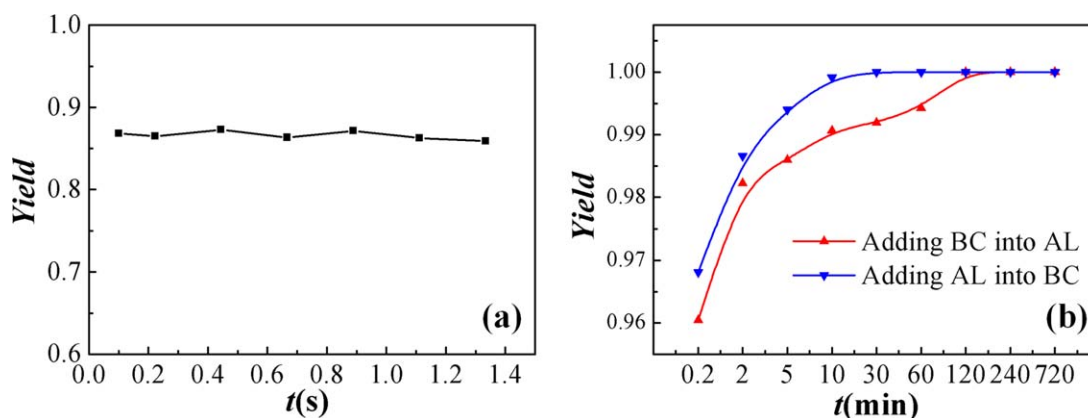 1.0
0.9
0.8
0.7
0.6
Yield
0.0 0.2 0.4 0.6 0.8 1.0 1.2 1.4
t(s)
(a)
1.00
0.99
0.98
0.97
0.96
Yield
Adding BC into AL
Adding AL into BC
(b)
0.2 2 5 10 30 60 120 240 720
t(min)